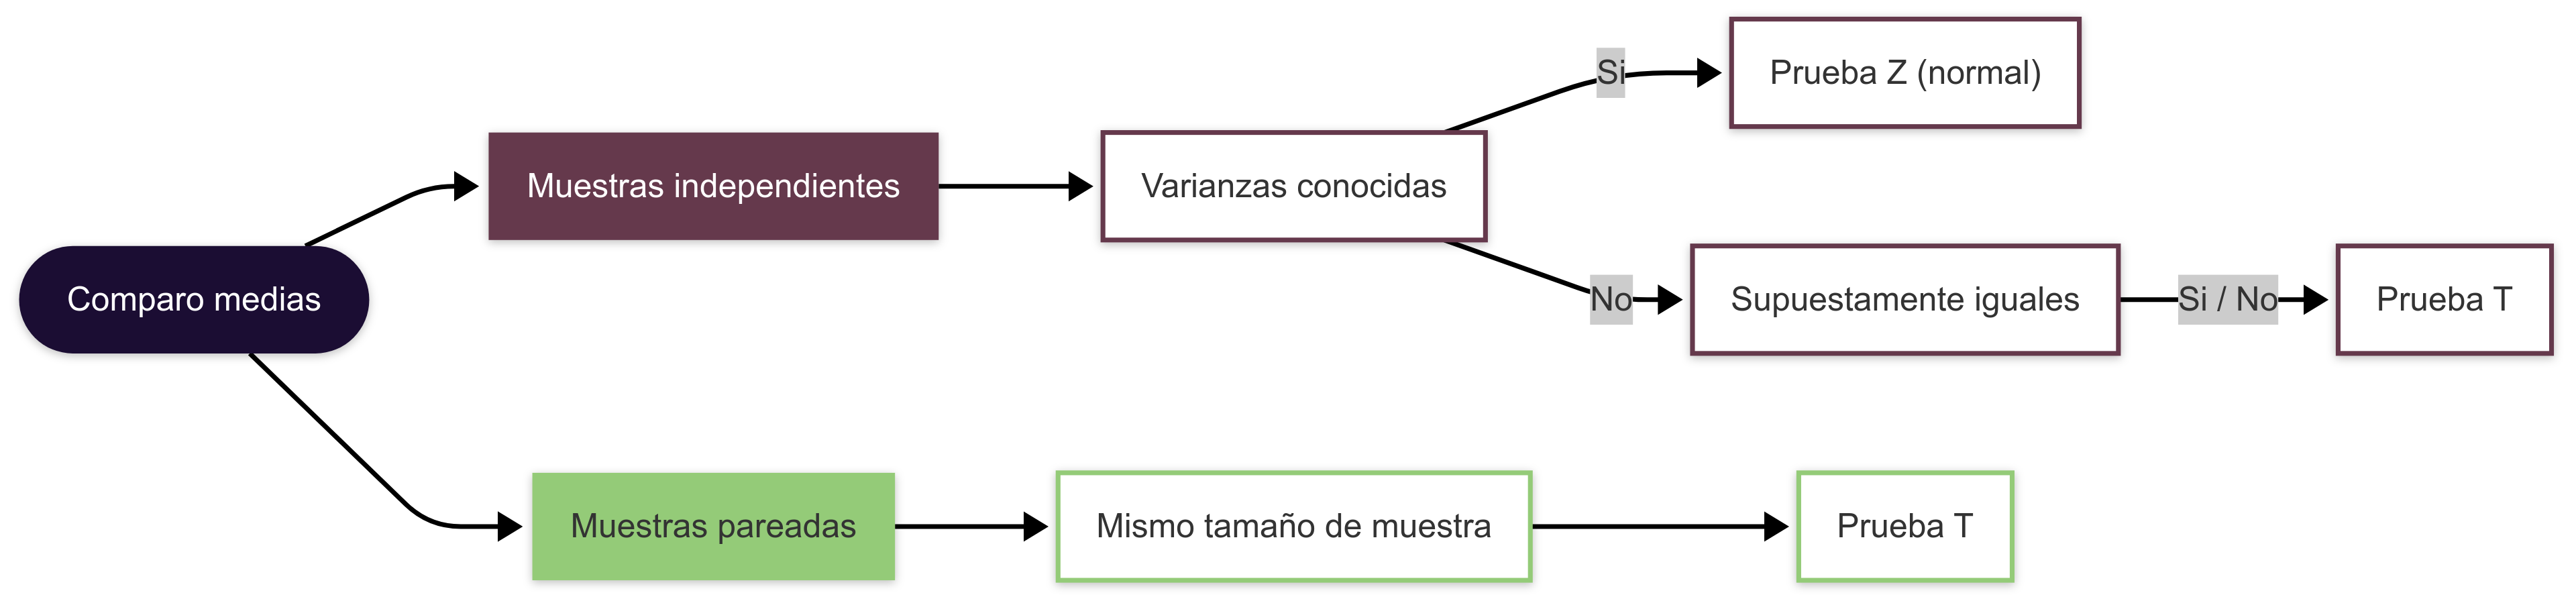 Comparo medias
Muestras independientes
Varianzas conocidas
Si
Prueba Z (normal)
No
Supuestamente iguales
Si / No
Prueba T
Muestras pareadas
Mismo tamaño de muestra
Prueba T